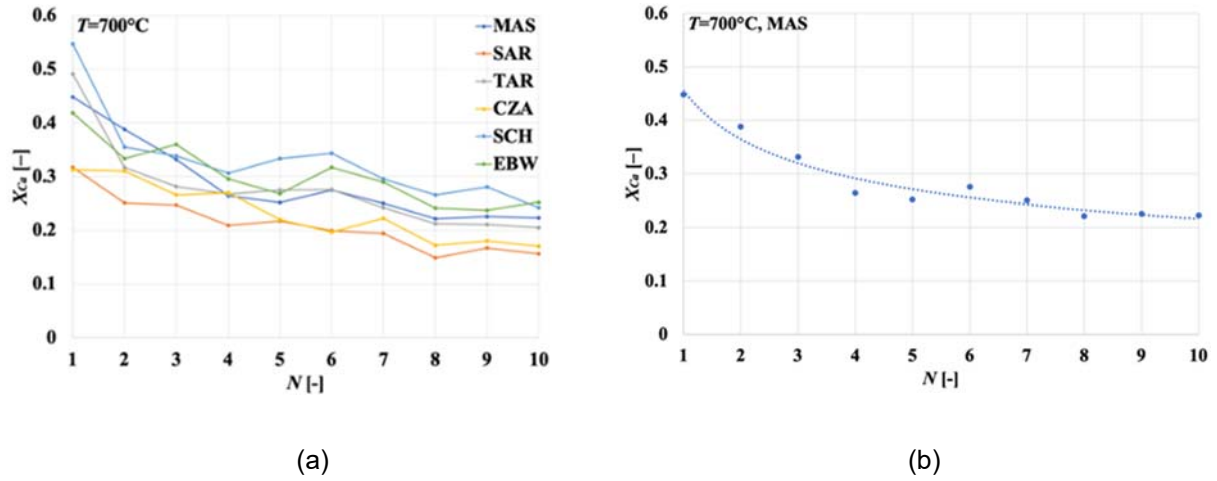 T=700°C
MAS
SAR
TAR
CZA
SCH
EBW
0.6
0.5
0.4
0.3
0.2
0.1
0
X_Ca [–]
1 2 3 4 5 6 7 8 9 10
N [-]
(a)
T=700°C, MAS
0.6
0.5
0.4
0.3
0.2
0.1
0
X_Ca [–]
1 2 3 4 5 6 7 8 9 10
N [-]
(b)